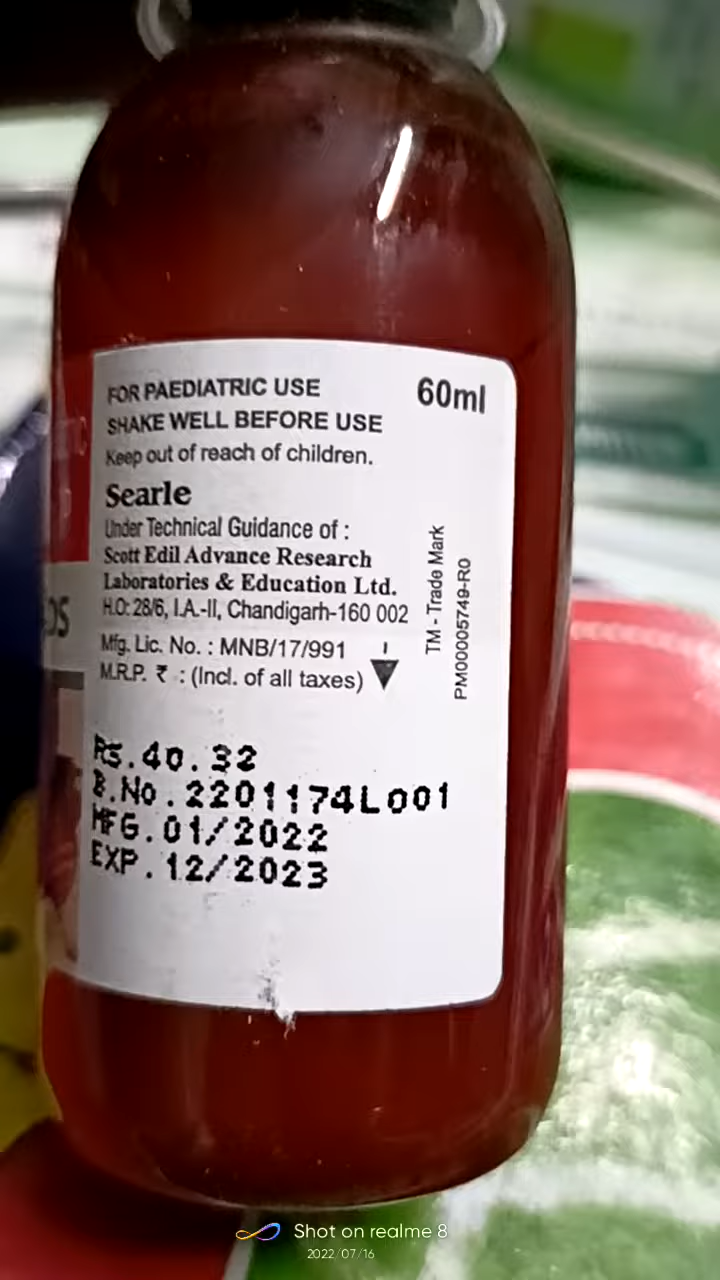 FOR PAEDIATRIC USE
60ml
SHAKE WELL BEFORE USE
Keep out of reach of children.
Searle
Under Technical Guidance of :
Scott Edil Advance Research
Laboratories & Education Ltd.
H.O: 28/6, I.A.-II, Chandigarh-160 002
Mfg. Lic. No. : MNB/17/991
M.R.P. ₹ : (Incl. of all taxes)
TM - Trade Mark
PM00005749-R0
Rs.40.32
B.No.2201174L001
MFG.01/2022
EXP.12/2023
Shot on realme 8
2022/07/16